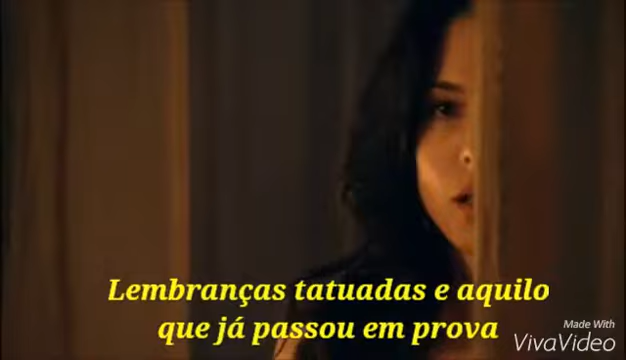 Lembranças tatuadas e aquilo
que já passou em prova
Made With
VivaVideo